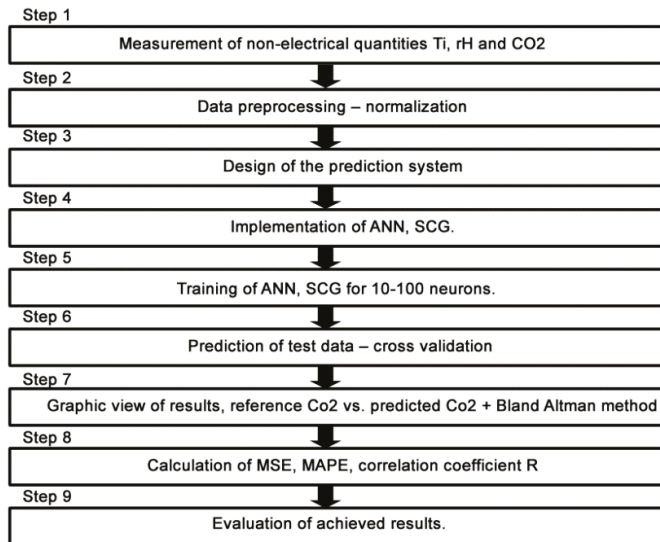 Step 1
Measurement of non-electrical quantities Ti, rH and CO2
Step 2
Data preprocessing – normalization
Step 3
Design of the prediction system
Step 4
Implementation of ANN, SCG.
Step 5
Training of ANN, SCG for 10-100 neurons.
Step 6
Prediction of test data – cross validation
Step 7
Graphic view of results, reference Co2 vs. predicted Co2 + Bland Altman method
Step 8
Calculation of MSE, MAPE, correlation coefficient R
Step 9
Evaluation of achieved results.